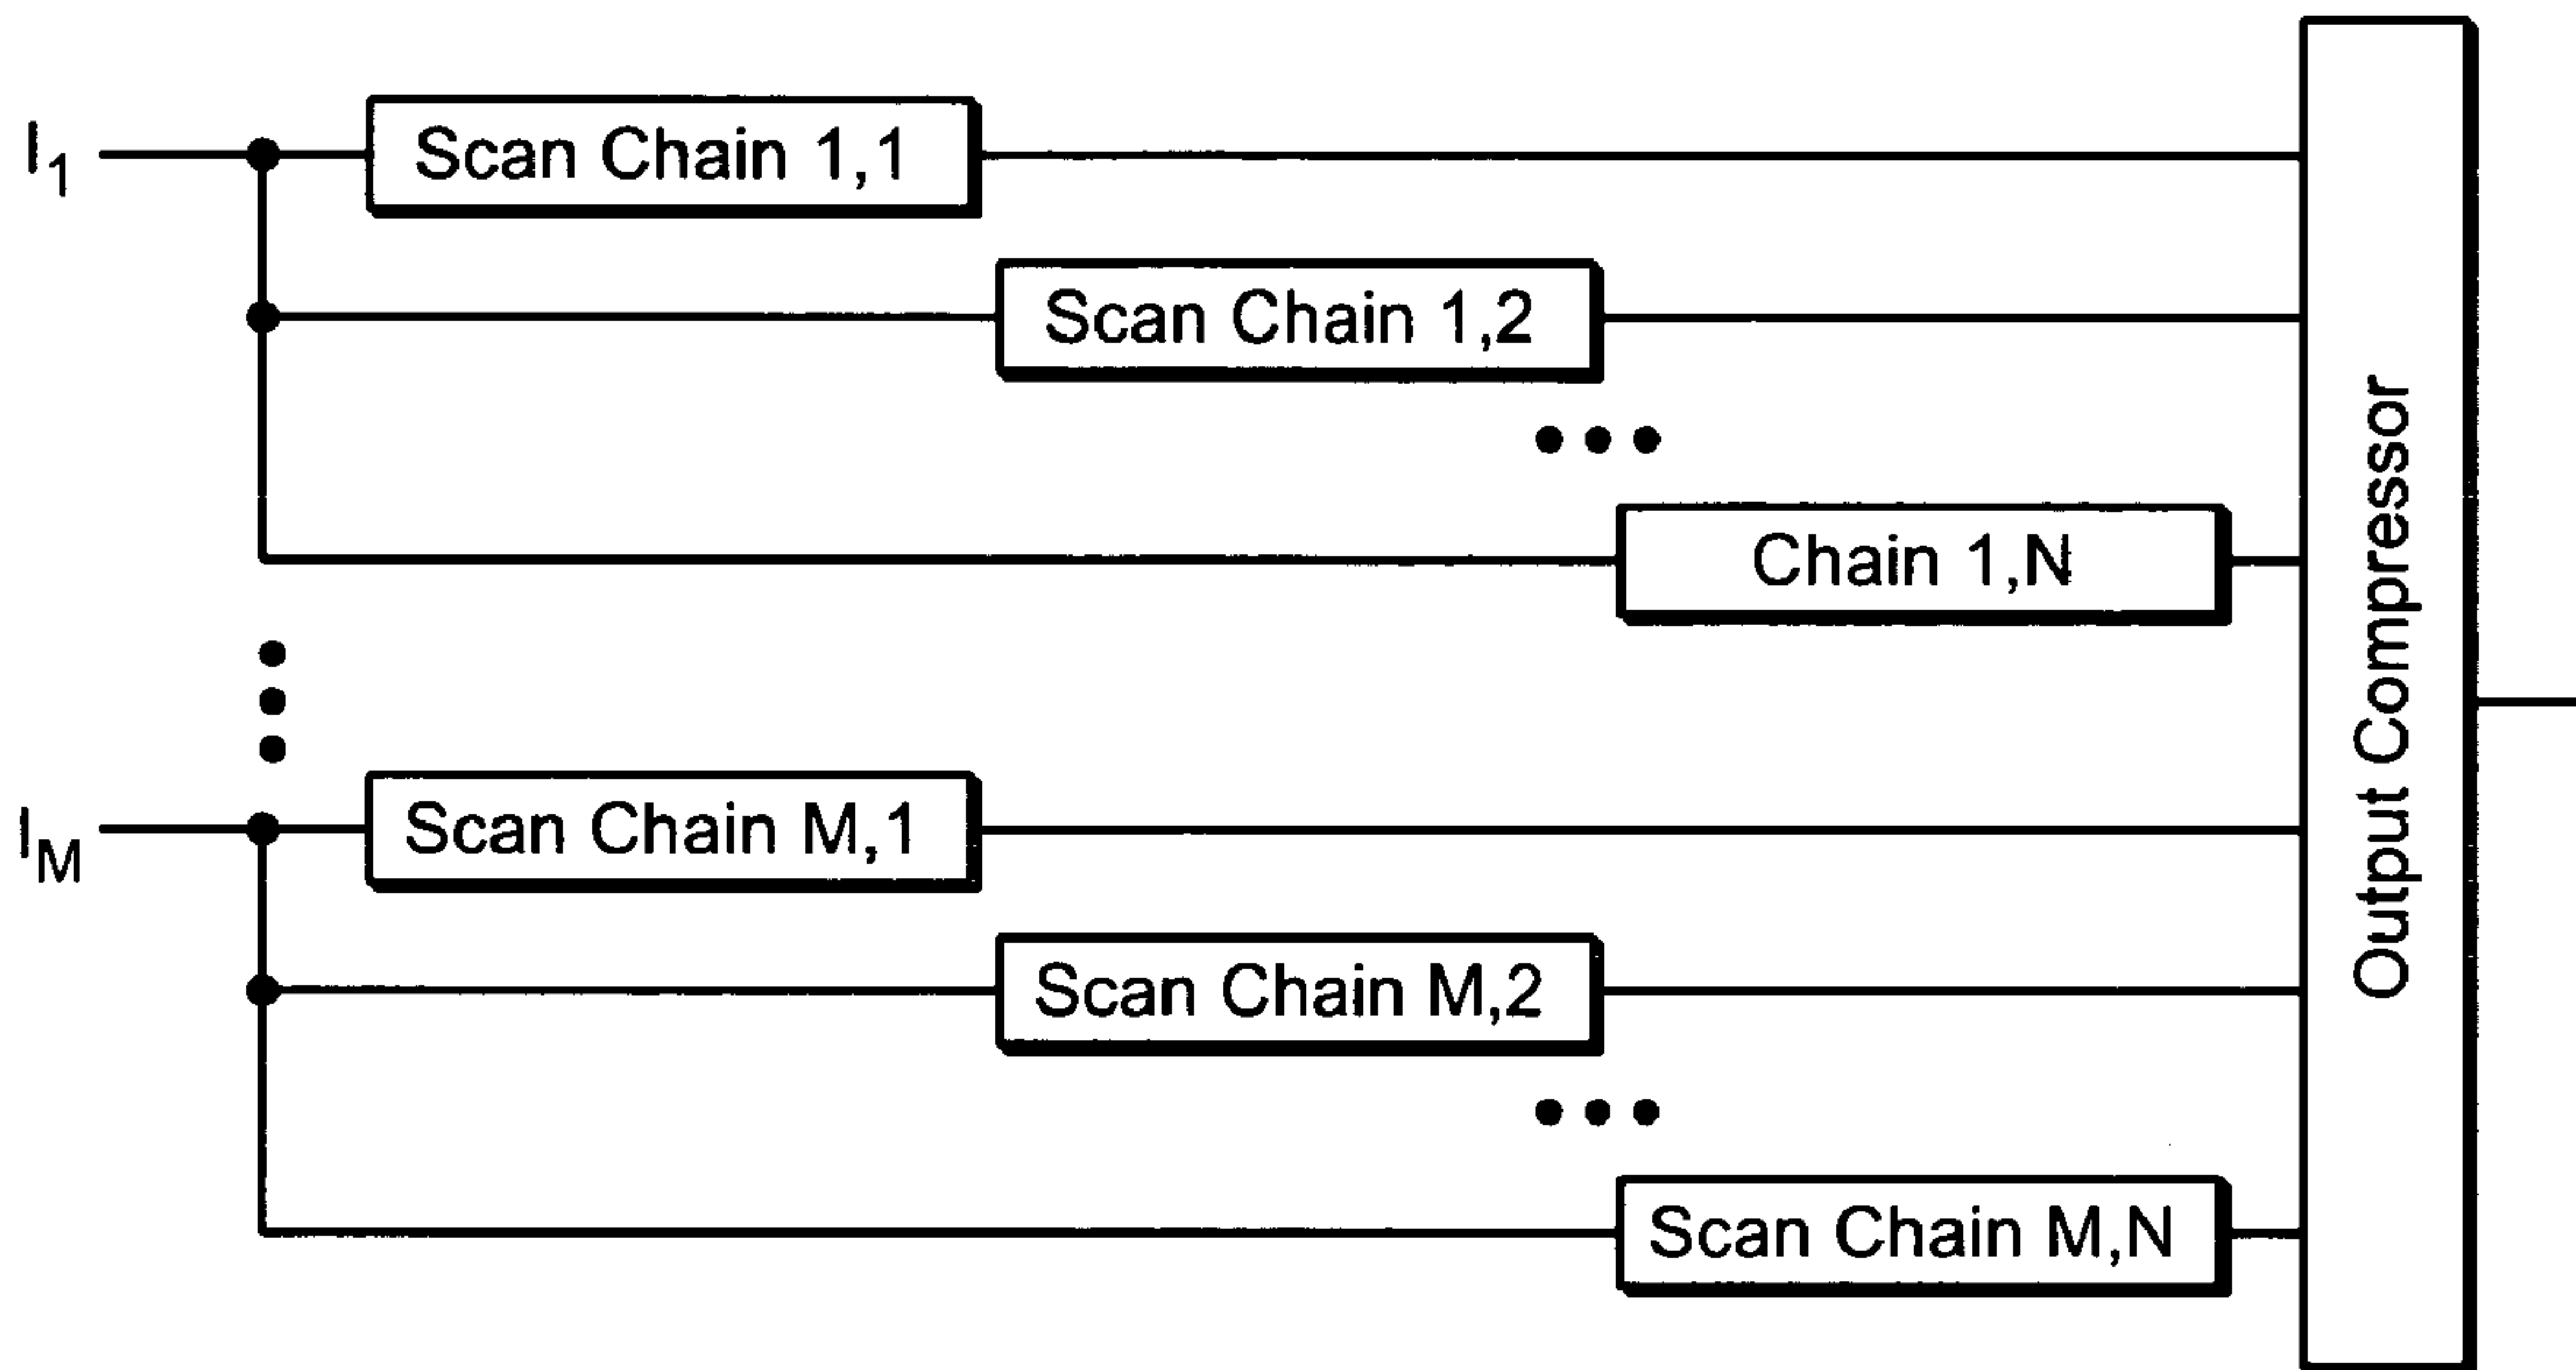 I1
Scan Chain 1,1
Scan Chain 1,2
Chain 1,N
IM
Scan Chain M,1
Scan Chain M,2
Scan Chain M,N
Output Compressor